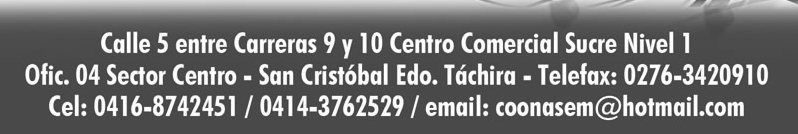 Calle 5 entre Carreras 9 y 10 Centro Comercial Sucre Nivel 1
Ofic. 04 Sector Centro - San Cristóbal Edo. Táchira - Telefax: 0276-3420910
Cel: 0416-8742451 / 0414-3762529 / email: coonasem@hotmail.com